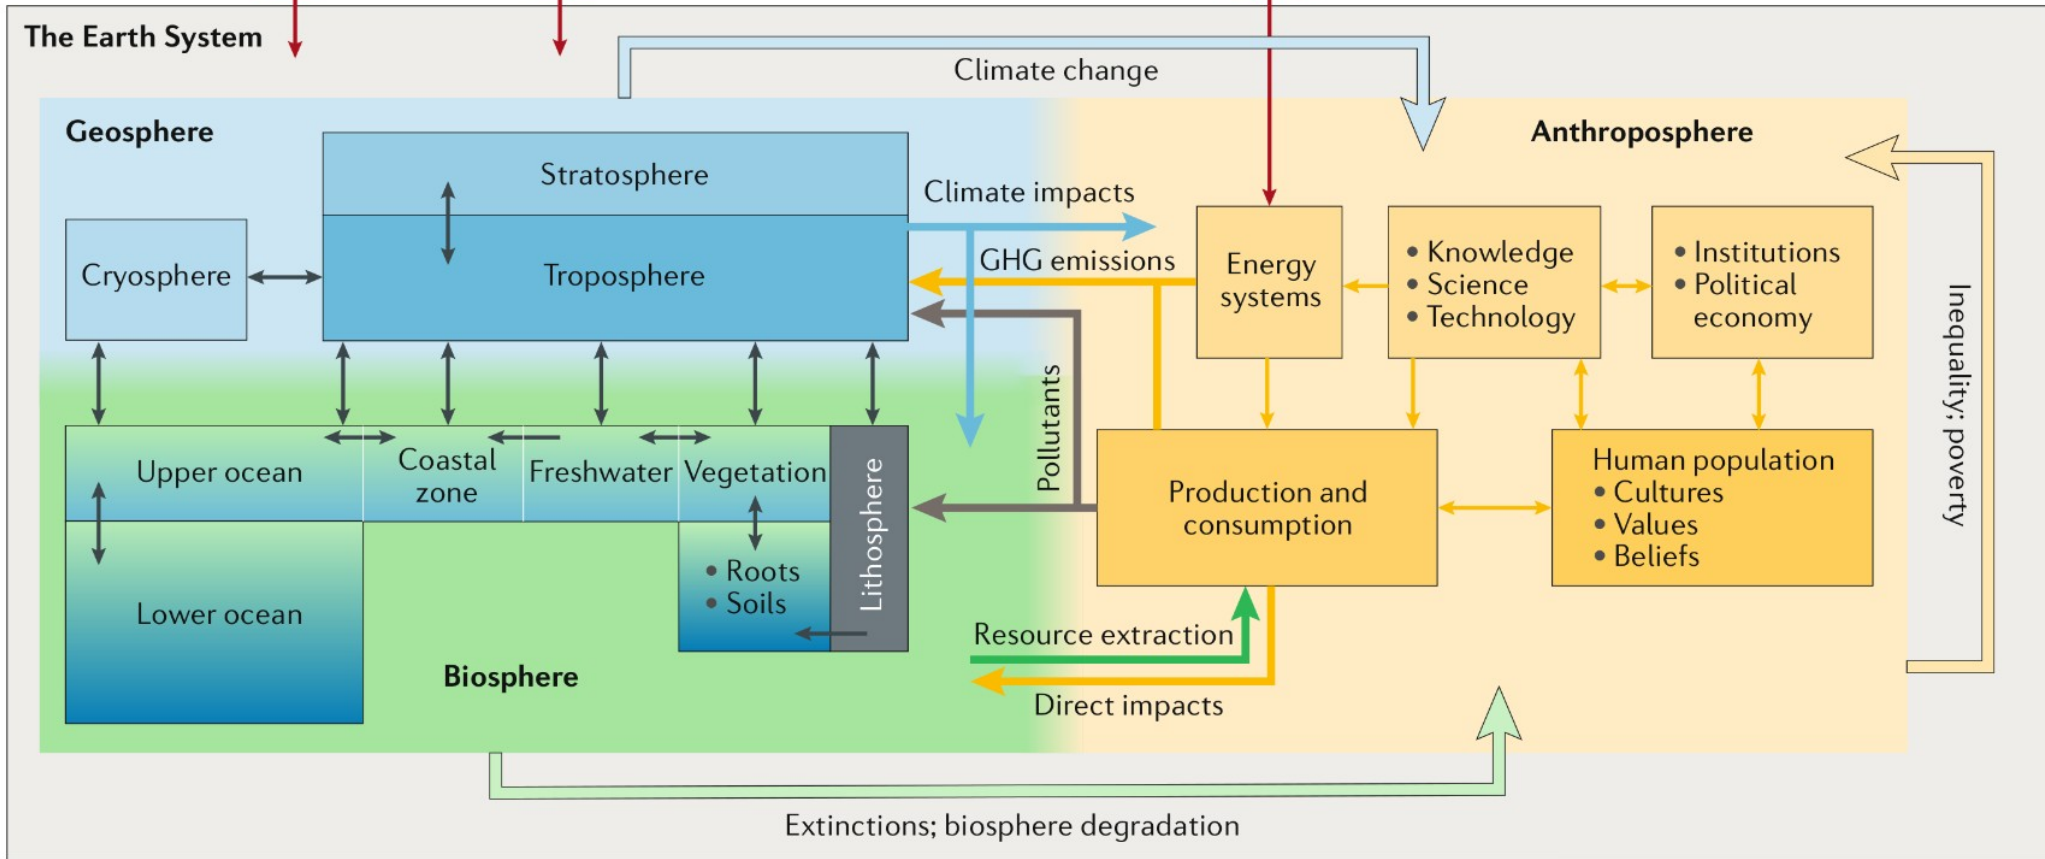 The Earth System
Climate change
Geosphere
Anthroposphere
Stratosphere
Climate impacts
Cryosphere
Troposphere
GHG emissions
Energy
systems
• Knowledge
• Science
• Technology
• Institutions
• Political
economy
Inequality; poverty
Pollutants
Upper ocean
Coastal
zone
Freshwater
Vegetation
Lithosphere
Production and
consumption
Human population
• Cultures
• Values
• Beliefs
• Roots
• Soils
Lower ocean
Resource extraction
Biosphere
Direct impacts
Extinctions; biosphere degradation